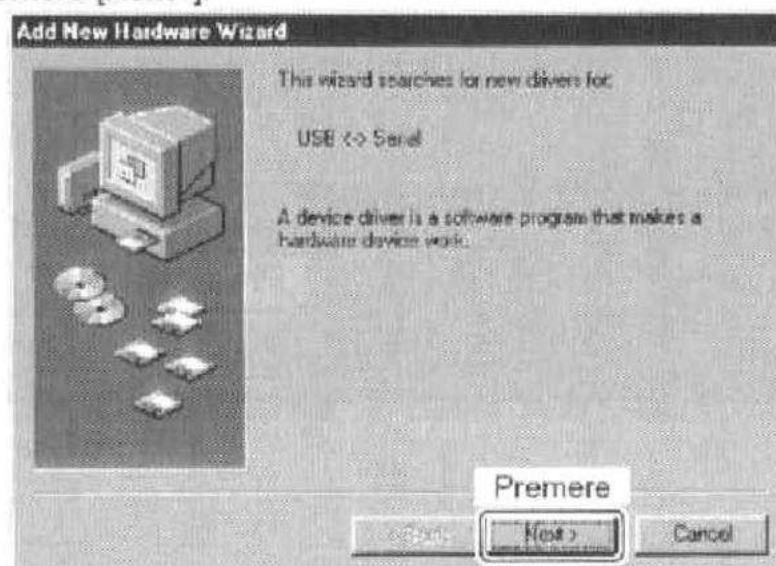 Add New Hardware Wizard
This wizard searches for new drivers for:
USB <-> Serial
A device driver is a software program that makes a
hardware device work.
Premere
Next >
Cancel